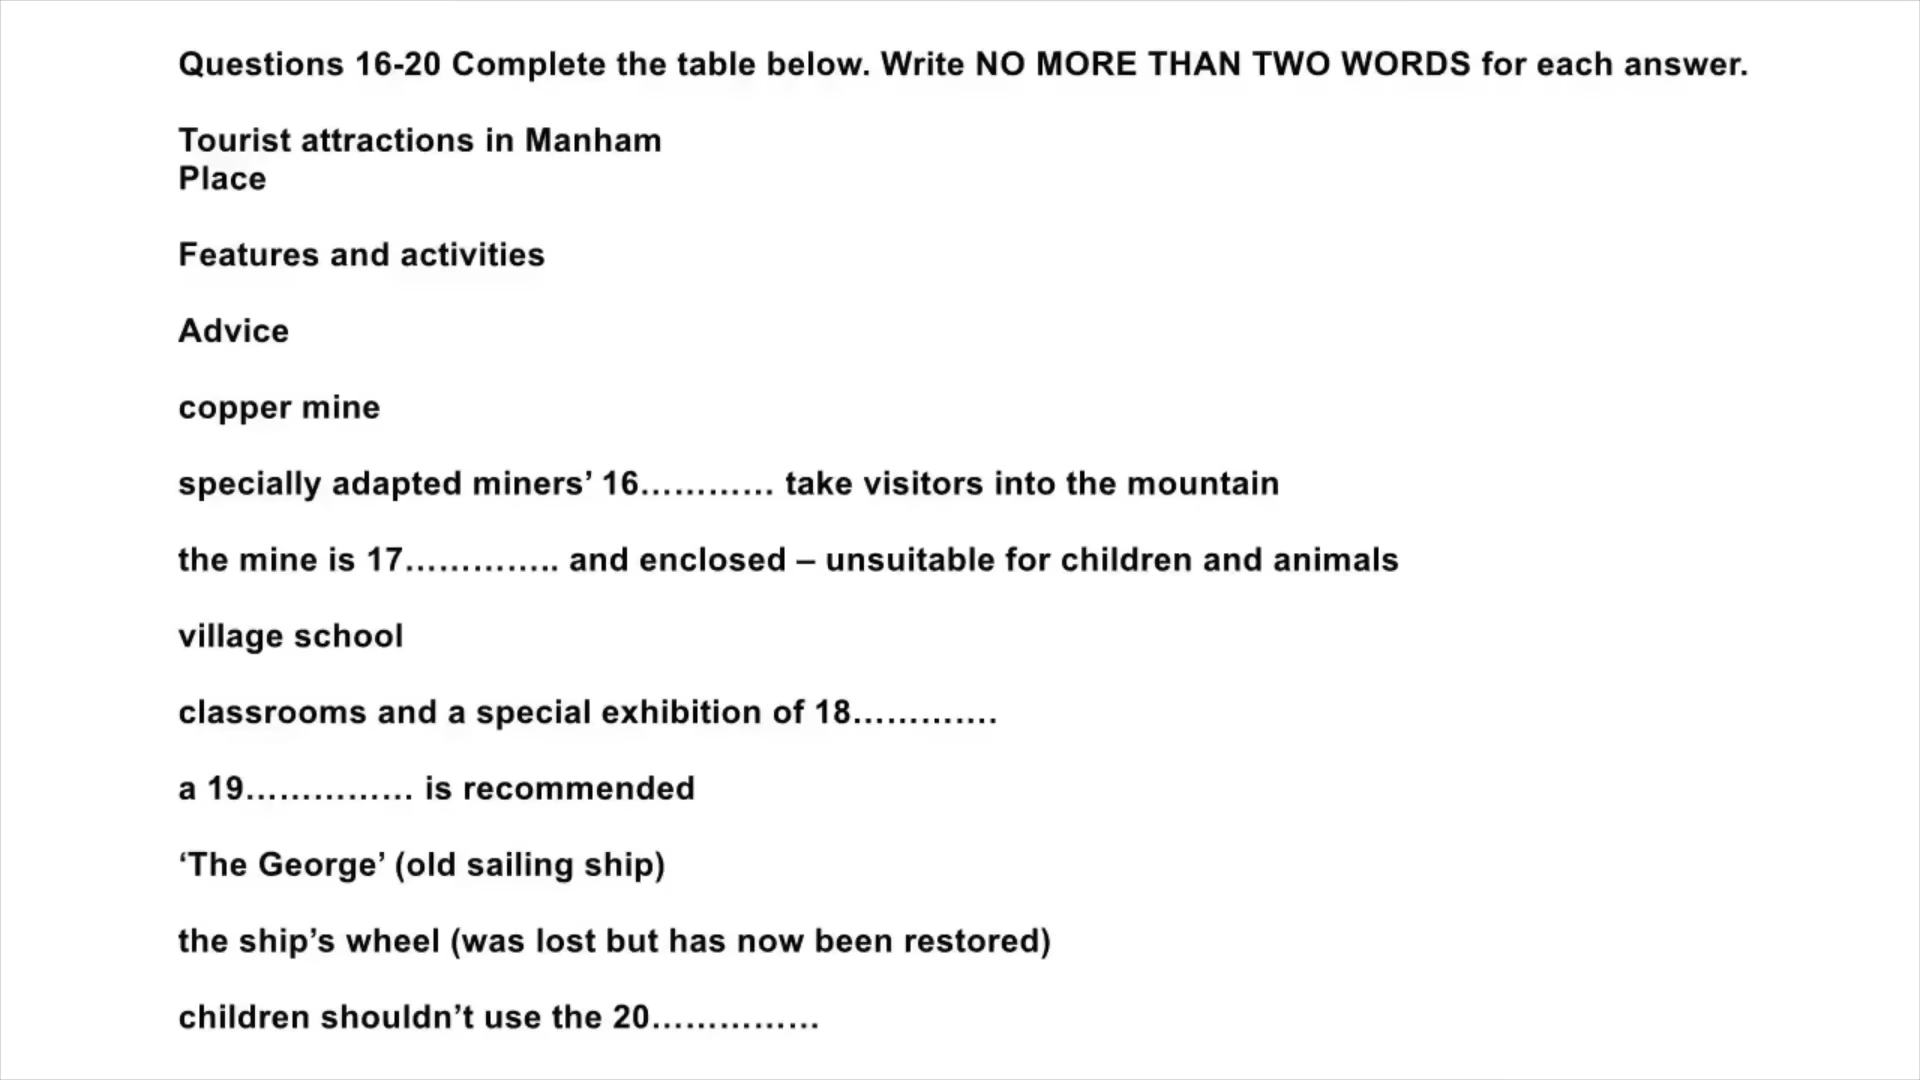 Questions 16-20 Complete the table below. Write NO MORE THAN TWO WORDS for each answer.
Tourist attractions in Manham
Place
Features and activities
Advice
copper mine
specially adapted miners’ 16………… take visitors into the mountain
the mine is 17………….. and enclosed – unsuitable for children and animals
village school
classrooms and a special exhibition of 18………….
a 19…………… is recommended
‘The George’ (old sailing ship)
the ship’s wheel (was lost but has now been restored)
children shouldn’t use the 20……………